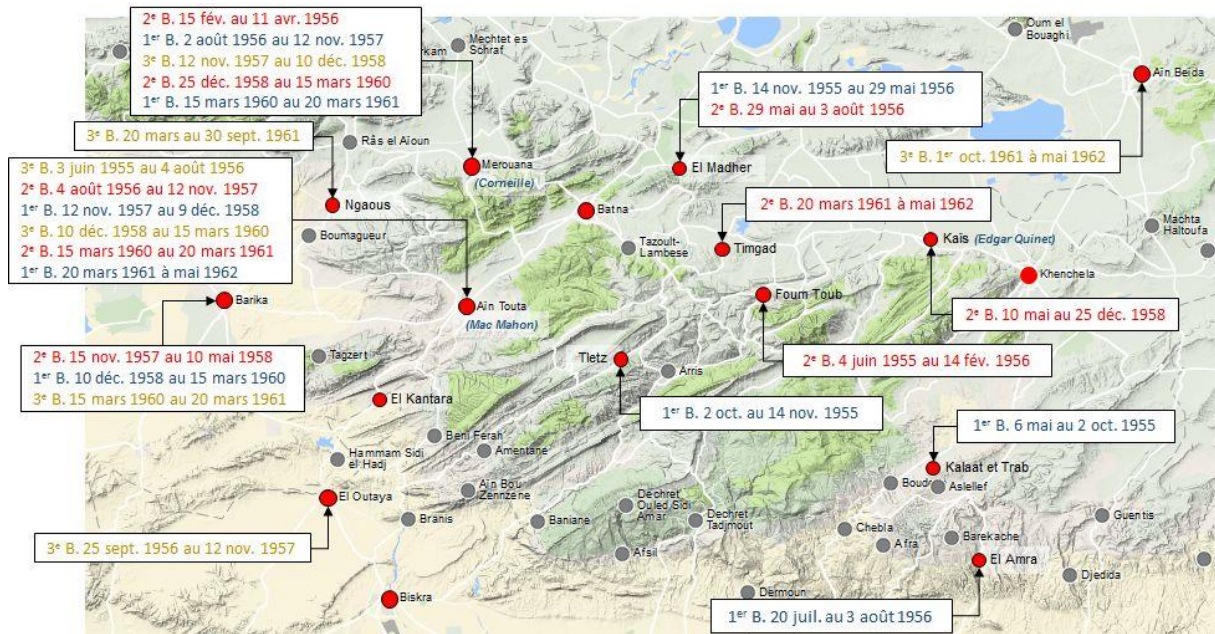 2e B. 15 fév. au 11 avr. 1956
1er B. 2 août 1956 au 12 nov. 1957
3e B. 12 nov. 1957 au 10 déc. 1958
2e B. 25 déc. 1958 au 15 mars 1960
1er B. 15 mars 1960 au 20 mars 1961
Mechtet es
Schraf
Oum el
Bouaghi
Aïn Beïda
1er B. 14 nov. 1955 au 29 mai 1956
2e B. 29 mai au 3 août 1956
3e B. 20 mars au 30 sept. 1961
Râs el Aïoun
3e B. 1er oct. 1961 à mai 1962
Merouana
(Corneille)
El Madher
3e B. 3 juin 1955 au 4 août 1956
2e B. 4 août 1956 au 12 nov. 1957
1er B. 12 nov. 1957 au 9 déc. 1958
3e B. 10 déc. 1958 au 15 mars 1960
2e B. 15 mars 1960 au 20 mars 1961
1er B. 20 mars 1961 à mai 1962
Ngaous
Batna
2e B. 20 mars 1961 à mai 1962
Boumagueur
Tazoult-
Lambese
Timgad
Kaïs (Edgar Quinet)
Machta
Haltoufa
Khenchela
Barika
Aïn Touta
(Mac Mahon)
Foum Toub
2e B. 10 mai au 25 déc. 1958
2e B. 15 nov. 1957 au 10 mai 1958
1er B. 10 déc. 1958 au 15 mars 1960
3e B. 15 mars 1960 au 20 mars 1961
Tagzert
Tletz
Arris
2e B. 4 juin 1955 au 14 fév. 1956
El Kantara
1er B. 2 oct. au 14 nov. 1955
1er B. 6 mai au 2 oct. 1955
Beni Ferah
Amentane
Hammam Sidi
el Hadj
Kalaat et Trab
Aslellef
El Outaya
Aïn Bou
Zennzene
Branis
Baniane
Dechret
Ouled Sidi
Amar
Dechret
Tadjmout
Chebla
Guentis
3e B. 25 sept. 1956 au 12 nov. 1957
Afsil
Afra
Barekache
El Amra
Djedida
Biskra
Dermoun
1er B. 20 juil. au 3 août 1956